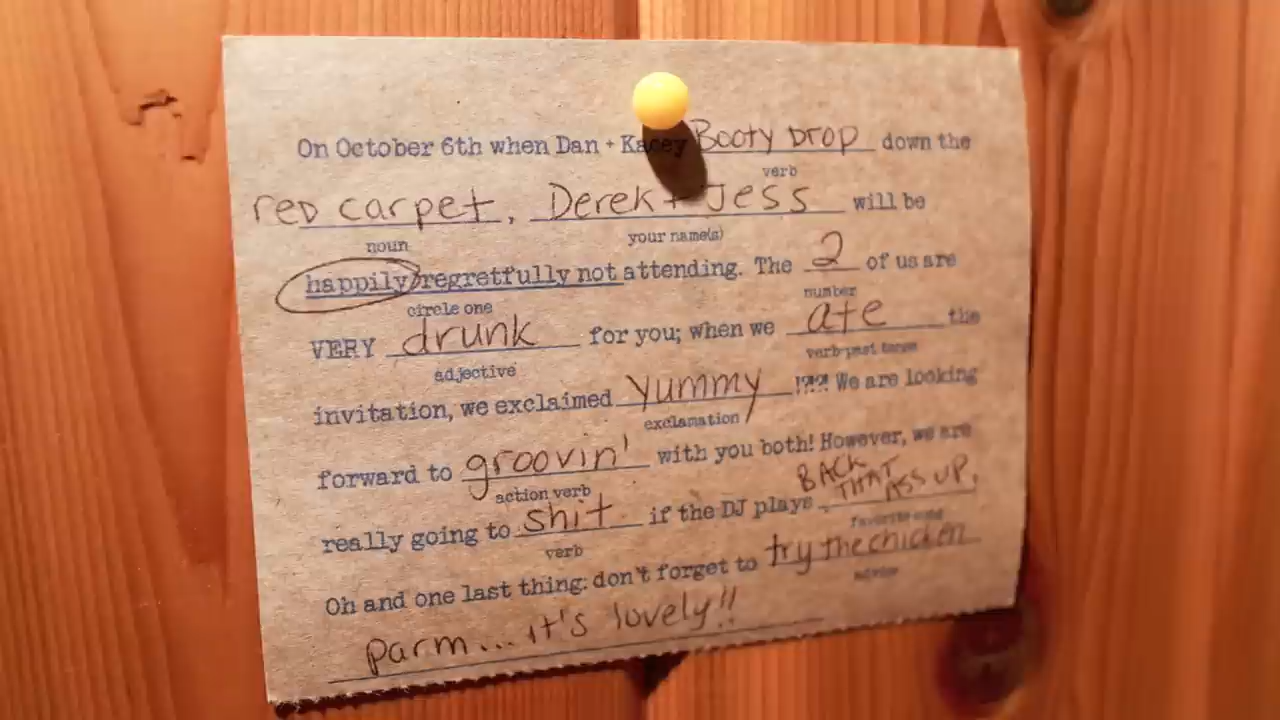 On October 6th when Dan + Kacey Booty Drop down the
verb
red carpet, Derek + Jess will be
noun your name(s)
happily/regretfully not attending. The 2 of us are
circle one number
VERY drunk for you; when we ate the
adjective verb-past tense
invitation, we exclaimed yummy !??! We are looking
exclamation
forward to groovin' with you both! However, we are
action verb
really going to shit if the DJ plays BACK THAT ASS UP.
verb favorite song
Oh and one last thing: don't forget to try the chicken
advice
parm... it's lovely!!